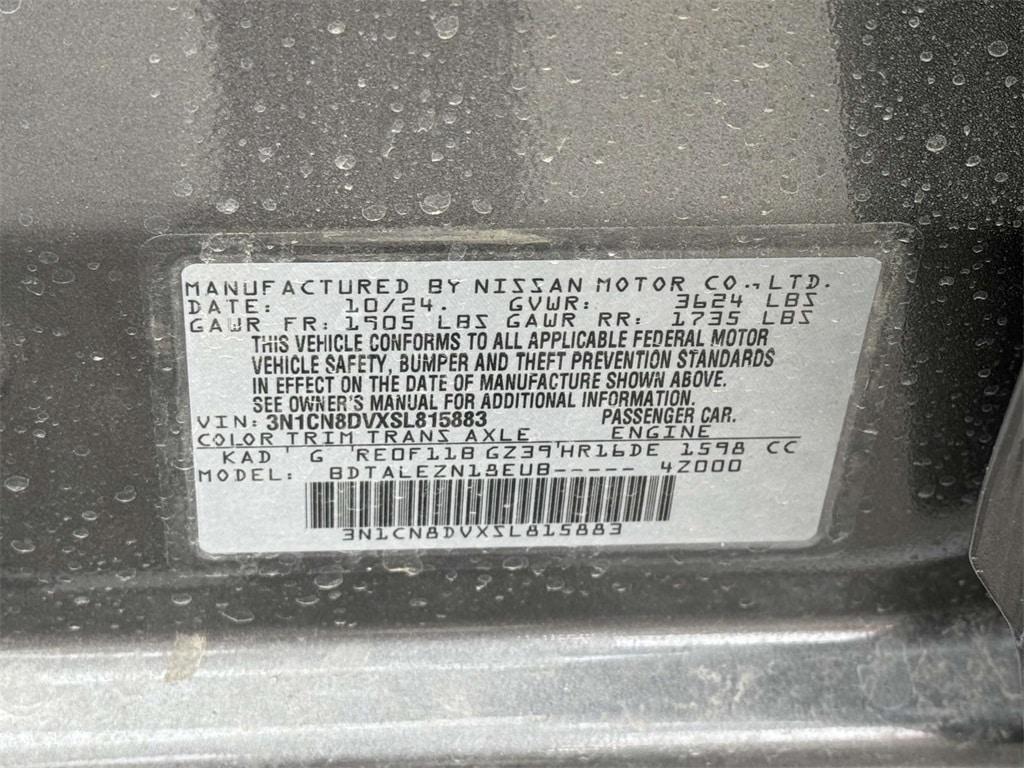 MANUFACTURED BY NISSAN MOTOR CO., LTD.
DATE: 10/24. GVWR: 3624 LBS
GAWR FR: 1905 LBS GAWR RR: 1735 LBS
THIS VEHICLE CONFORMS TO ALL APPLICABLE FEDERAL MOTOR
VEHICLE SAFETY, BUMPER AND THEFT PREVENTION STANDARDS
IN EFFECT ON THE DATE OF MANUFACTURE SHOWN ABOVE.
SEE OWNER'S MANUAL FOR ADDITIONAL INFORMATION.
VIN: 3N1CN8DVXSL815883 PASSENGER CAR.
COLOR TRIM TRANS AXLE ENGINE
KAD ' G 'RE0F11B GZ39'HR16DE 1598 CC
MODEL: BDTALEZN18EUB----- 4Z000
3N1CN8DVXSL815883